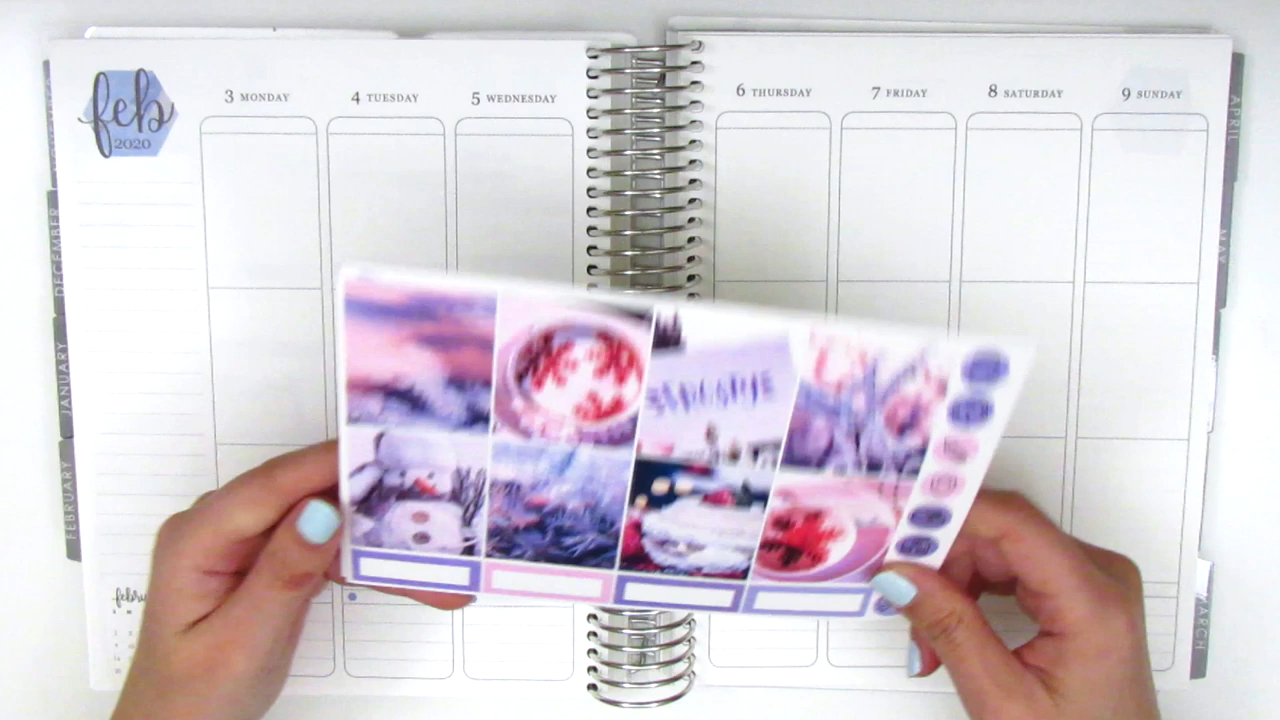 feb
2020
3 MONDAY
4 TUESDAY
5 WEDNESDAY
6 THURSDAY
7 FRIDAY
8 SATURDAY
9 SUNDAY
DECEMBER
JANUARY
FEBRUARY
APRIL
MAY